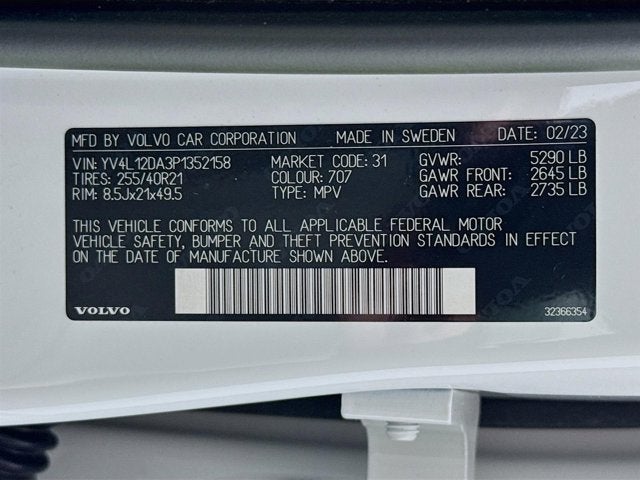 MFD BY VOLVO CAR CORPORATION MADE IN SWEDEN DATE: 02/23
VIN: YV4L12DA3P1352158 MARKET CODE: 31 GVWR: 5290 LB
TIRES: 255/40R21 COLOUR: 707 GAWR FRONT: 2645 LB
RIM: 8.5Jx21x49.5 TYPE: MPV GAWR REAR: 2735 LB
THIS VEHICLE CONFORMS TO ALL APPLICABLE FEDERAL MOTOR
VEHICLE SAFETY, BUMPER AND THEFT PREVENTION STANDARDS IN EFFECT
ON THE DATE OF MANUFACTURE SHOWN ABOVE.
VOLVO 32366354